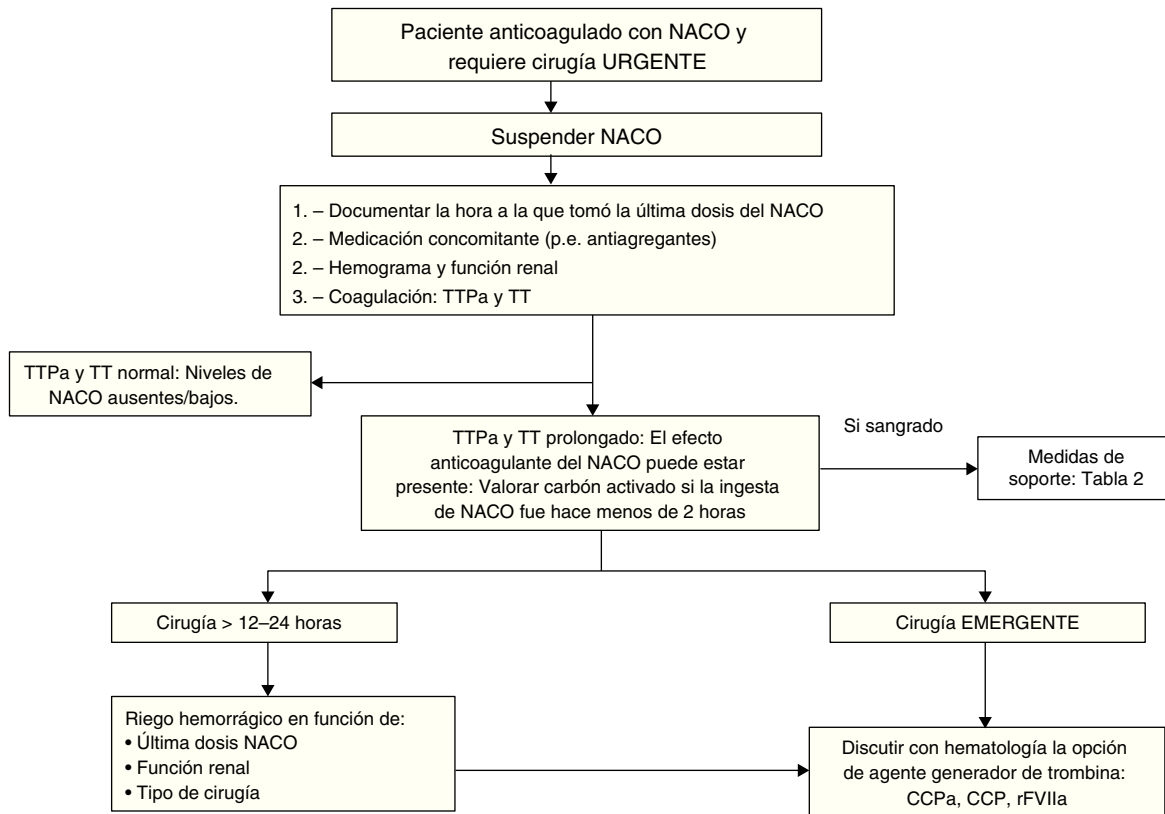 Paciente anticoagulado con NACO y
requiere cirugía URGENTE
Suspender NACO
1. – Documentar la hora a la que tomó la última dosis del NACO
2. – Medicación concomitante (p.e. antiagregantes)
2. – Hemograma y función renal
3. – Coagulación: TTPa y TT
TTPa y TT normal: Niveles de
NACO ausentes/bajos.
TTPa y TT prolongado: El efecto
anticoagulante del NACO puede estar
presente: Valorar carbón activado si la ingesta
de NACO fue hace menos de 2 horas
Si sangrado
Medidas de
soporte: Tabla 2
Cirugía > 12–24 horas
Cirugía EMERGENTE
Riego hemorrágico en función de:
• Última dosis NACO
• Función renal
• Tipo de cirugía
Discutir con hematología la opción
de agente generador de trombina:
CCPa, CCP, rFVIIa